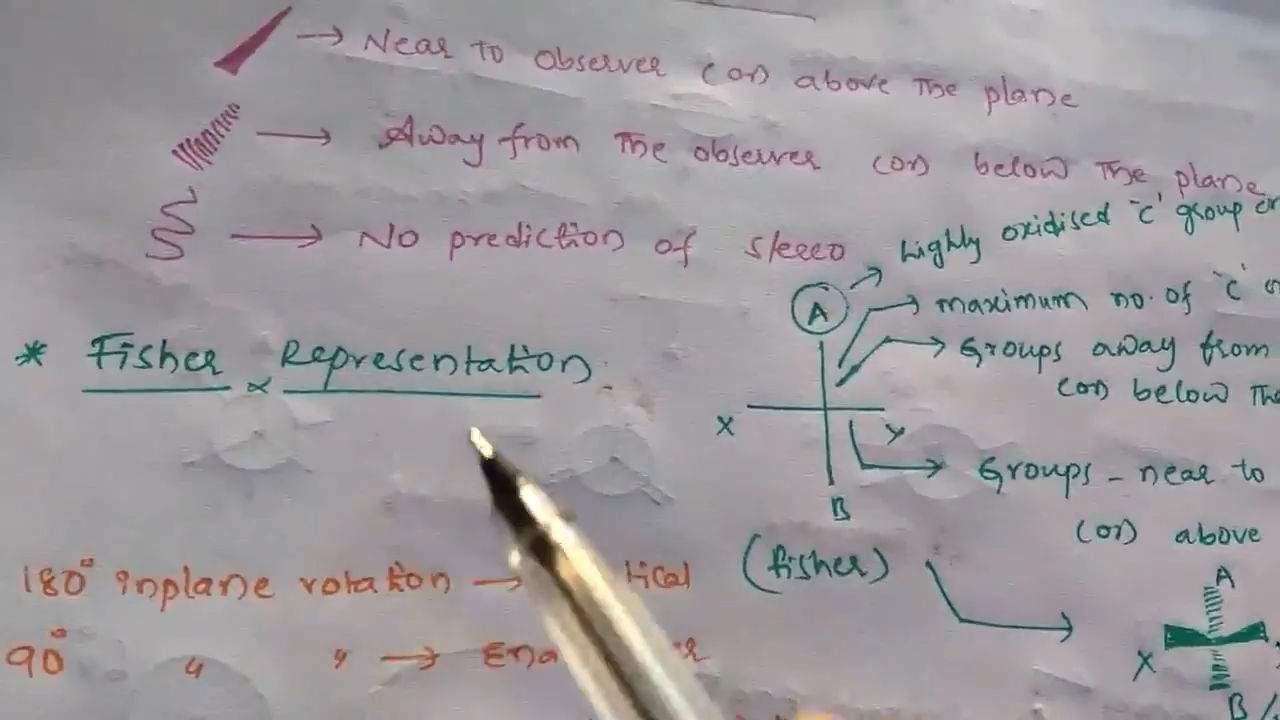 → Near to observer (or) above the plane
→ Away from the observer (or) below the plane
→ No prediction of stereo
→ highly oxidised "c" group
→ maximum no. of "c"
* Fisher Representation.
A
→ Groups away from
(or) below the
X
y
→ Groups - near to
B
(or) above
(fisher)
180° inplane rotation →
A
90° " " →
X
B